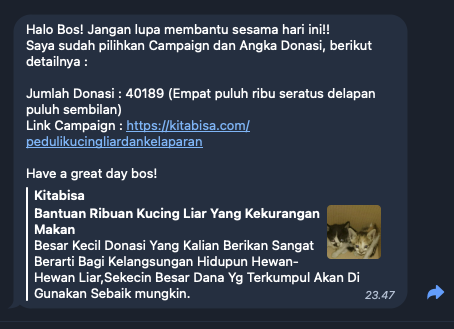 Halo Bos! Jangan lupa membantu sesama hari ini!!
Saya sudah pilihkan Campaign dan Angka Donasi, berikut
detailnya :
Jumlah Donasi : 40189 (Empat puluh ribu seratus delapan
puluh sembilan)
Link Campaign : https://kitabisa.com/
pedulikucingliardankelaparan
Have a great day bos!
Kitabisa
Bantuan Ribuan Kucing Liar Yang Kekurangan
Makan
Besar Kecil Donasi Yang Kalian Berikan Sangat
Berarti Bagi Kelangsungan Hidupun Hewan-
Hewan Liar,Sekecin Besar Dana Yg Terkumpul Akan Di
Gunakan Sebaik mungkin.
23.47